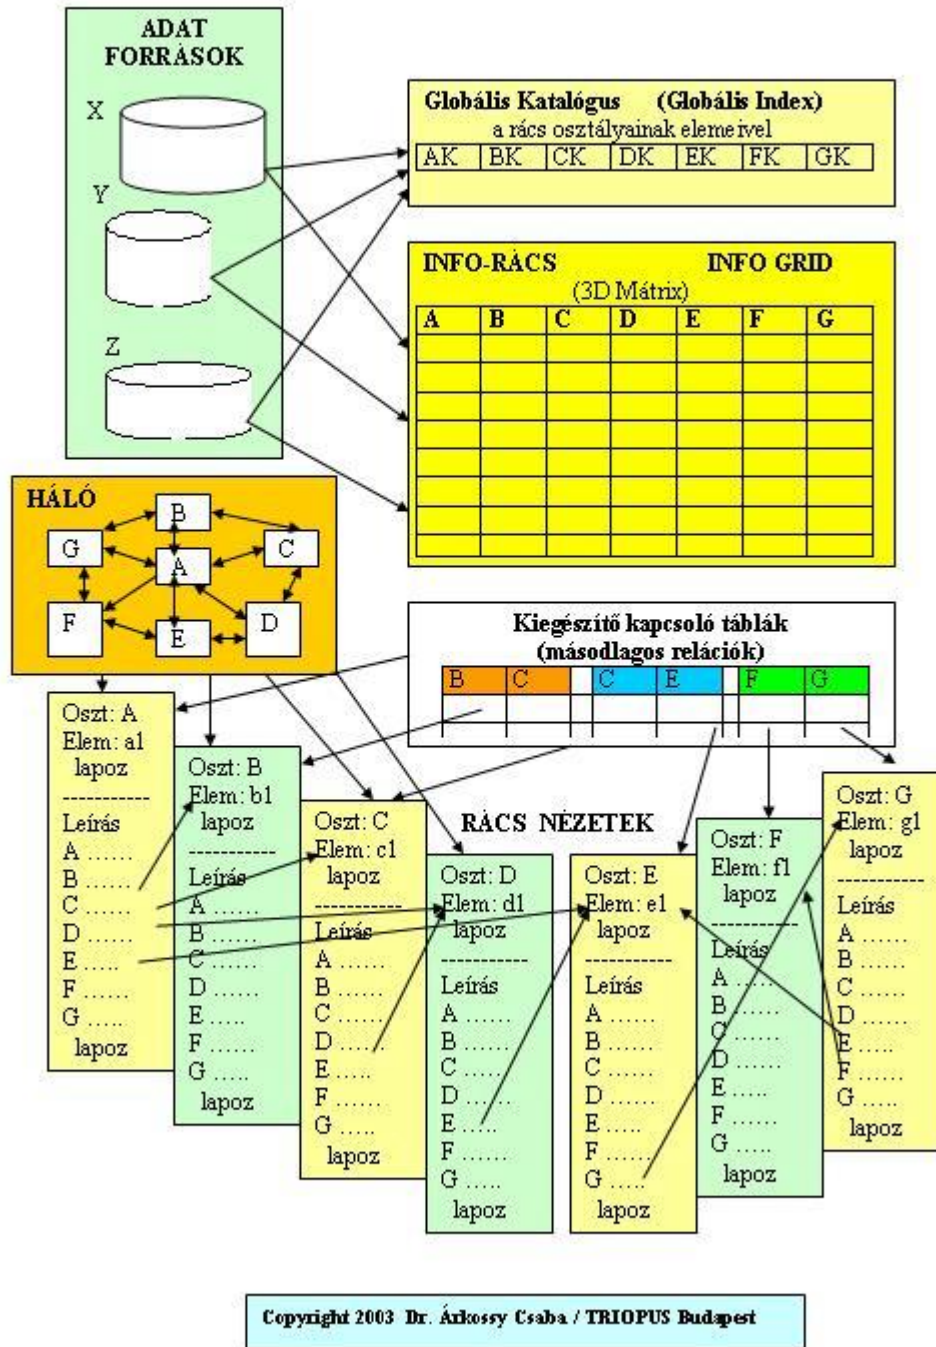 ADAT
FORRÁSOK
X
Y
Z
Globális Katalógus (Globális Index)
a rács osztályainak elemeivel
AK BK CK DK EK FK GK
INFO-RÁCS INFO GRID
(3D Mátrix)
A B C D E F G
HÁLÓ
B
G
C
A
F
D
E
Kiegészítő kapcsoló táblák
(másodlagos relációk)
B C C E F G
Oszt: A
Elem: a1
lapoz
-----------
Leírás
A ......
B ......
C ......
D ......
E .....
F ......
G .....
lapoz
Oszt: B
Elem: b1
lapoz
-----------
Leírás
A ......
B ......
C ......
D ......
E .....
F ......
G .....
lapoz
Oszt: C
Elem: c1
lapoz
-----------
Leírás
A ......
B ......
C ......
D ......
E .....
F ......
G .....
lapoz
RÁCS NÉZETEK
Oszt: D
Elem: d1
lapoz
-----------
Leírás
A ......
B ......
C ......
D ......
E .....
F ......
G .....
lapoz
Oszt: E
Elem: e1
lapoz
-----------
Leírás
A ......
B ......
C ......
D ......
E .....
F ......
G .....
lapoz
Oszt: F
Elem: f1
lapoz
-----------
Leírás
A ......
B ......
C ......
D ......
E .....
F ......
G .....
lapoz
Oszt: G
Elem: g1
lapoz
-----------
Leírás
A ......
B ......
C ......
D ......
E .....
F ......
G .....
lapoz
Copyright 2003 Dr. Árkossy Csaba / TRIOPUS Budapest